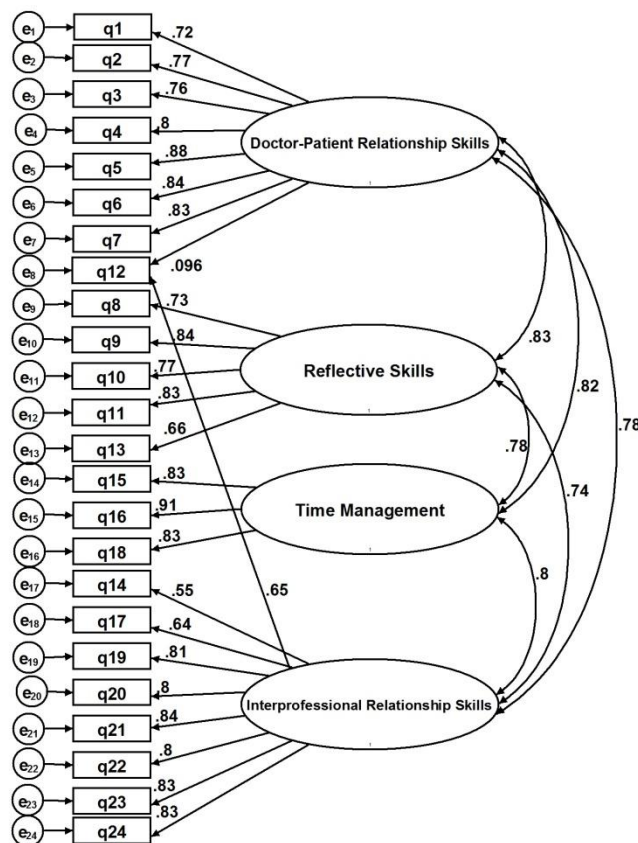 e1 q1 .72
e2 q2 .77
e3 q3 .76
e4 q4 .8
Doctor-Patient Relationship Skills
e5 q5 .88
e6 q6 .84
e7 q7 .83
e8 q12 .096
e9 q8 .73
e10 q9 .84
.83
e11 q10 .77
Reflective Skills
.82
e12 q11 .83
.78
e13 q13 .66
.78
e14 q15 .83
.74
e15 q16 .91
Time Management
e16 q18 .83
.8
e17 q14 .55
.65
e18 q17 .64
e19 q19 .81
e20 q20 .8
Interprofessional Relationship Skills
e21 q21 .84
e22 q22 .8
e23 q23 .83
e24 q24 .83